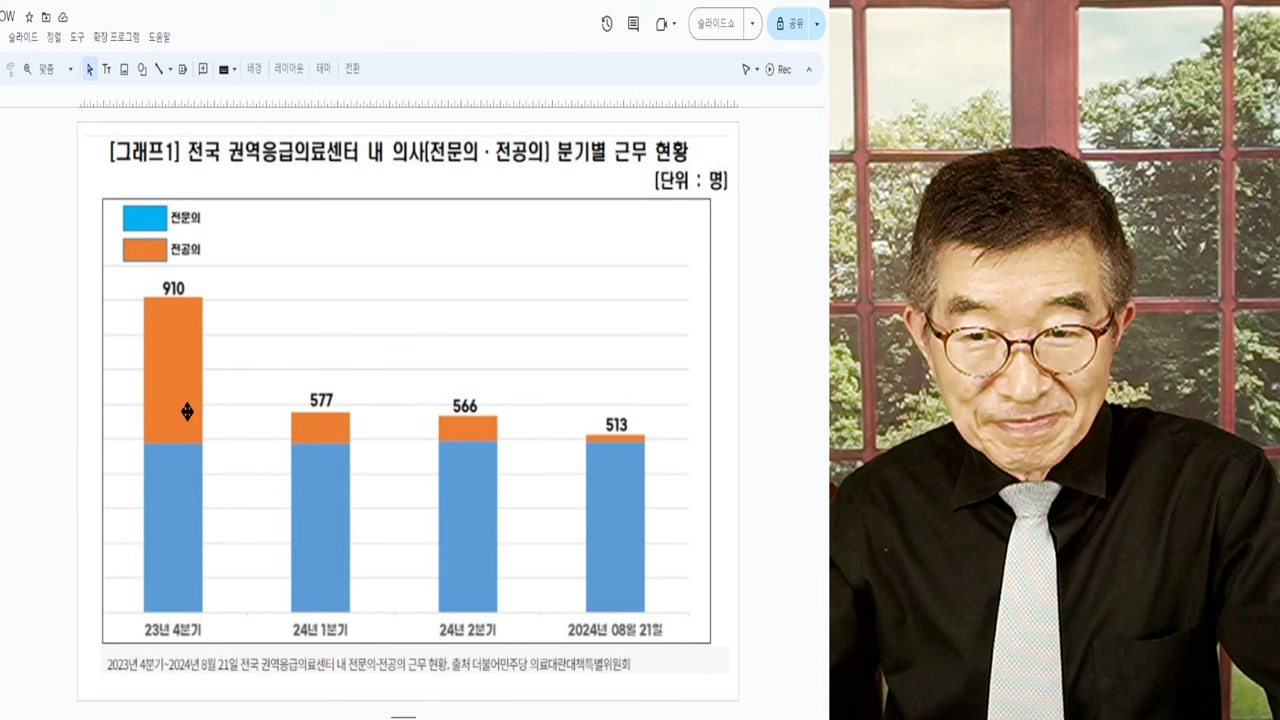 OW
슬라이드 정렬 도구 확장 프로그램 도움말
슬라이드쇼
공유
맞춤
배경
레이아웃
테마
전환
Rec
[그래프1] 전국 권역응급의료센터 내 의사(전문의·전공의) 분기별 근무 현황
(단위 : 명)
전문의
전공의
910
577
566
513
23년 4분기
24년 1분기
24년 2분기
2024년 08월 21일
2023년 4분기~2024년 8월 21일 전국 권역응급의료센터 내 전문의·전공의 근무 현황. 출처 더불어민주당 의료대란대책특별위원회